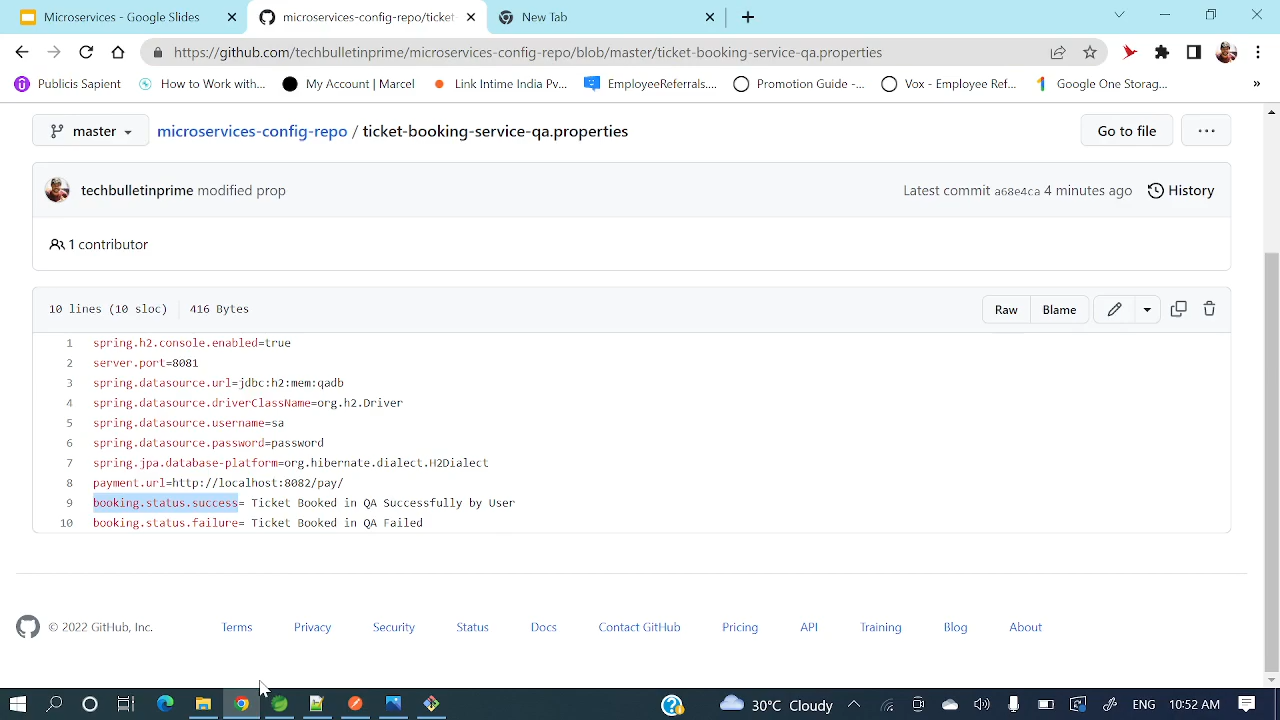 Microservices - Google Slides
microservices-config-repo/ticket-
New Tab
https://github.com/techbulletinprime/microservices-config-repo/blob/master/ticket-booking-service-qa.properties
Publicis Sapient
How to Work with...
My Account | Marcel
Link Intime India Pv...
EmployeeReferrals....
Promotion Guide -...
Vox - Employee Ref...
Google One Storag...
»
master
microservices-config-repo / ticket-booking-service-qa.properties
Go to file
...
techbulletinprime modified prop
Latest commit a68e4ca 4 minutes ago
History
1 contributor
10 lines (10 sloc)
416 Bytes
Raw
Blame
1 spring.h2.console.enabled=true
2 server.port=8081
3 spring.datasource.url=jdbc:h2:mem:qadb
4 spring.datasource.driverClassName=org.h2.Driver
5 spring.datasource.username=sa
6 spring.datasource.password=password
7 spring.jpa.database-platform=org.hibernate.dialect.H2Dialect
8 payment.url=http://localhost:8082/pay/
9 booking.status.success= Ticket Booked in QA Successfully by User
10 booking.status.failure= Ticket Booked in QA Failed
© 2022 GitHub, Inc.
Terms
Privacy
Security
Status
Docs
Contact GitHub
Pricing
API
Training
Blog
About
30°C Cloudy
ENG
10:52 AM